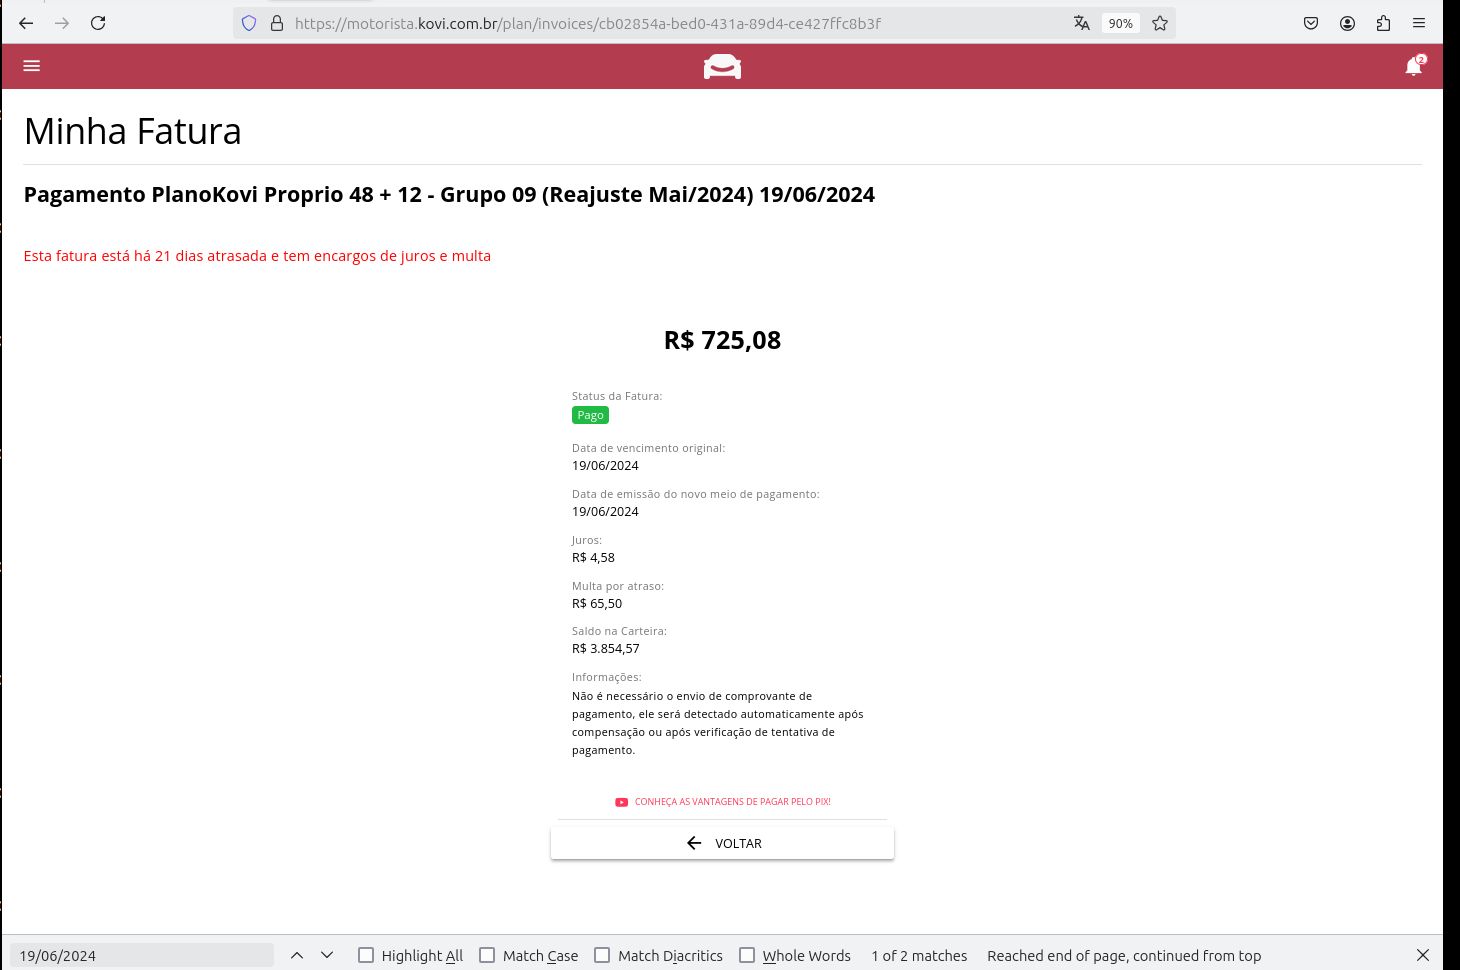 https://motorista.kovi.com.br/plan/invoices/cb02854a-bed0-431a-89d4-ce427ffc8b3f
90%
2
Minha Fatura
Pagamento PlanoKovi Proprio 48 + 12 - Grupo 09 (Reajuste Mai/2024) 19/06/2024
Esta fatura está há 21 dias atrasada e tem encargos de juros e multa
R$ 725,08
Status da Fatura:
Pago
Data de vencimento original:
19/06/2024
Data de emissão do novo meio de pagamento:
19/06/2024
Juros:
R$ 4,58
Multa por atraso:
R$ 65,50
Saldo na Carteira:
R$ 3.854,57
Informações:
Não é necessário o envio de comprovante de
pagamento, ele será detectado automaticamente após
compensação ou após verificação de tentativa de
pagamento.
CONHEÇA AS VANTAGENS DE PAGAR PELO PIX!
VOLTAR
19/06/2024 Highlight All Match Case Match Diacritics Whole Words 1 of 2 matches Reached end of page, continued from top